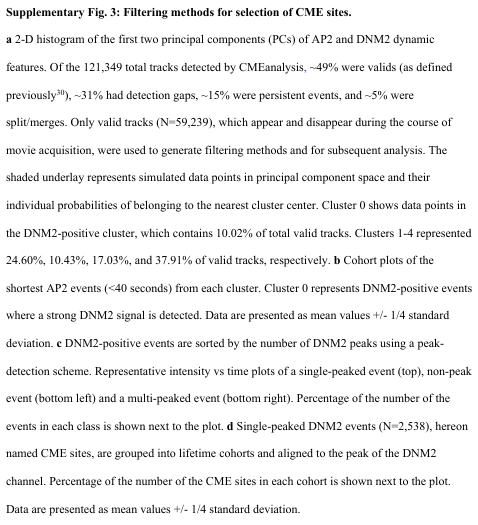 Supplementary Fig. 3: Filtering methods for selection of CME sites.
a 2-D histogram of the first two principal components (PCs) of AP2 and DNM2 dynamic
features. Of the 121,349 total tracks detected by CMEanalysis, ~49% were valids (as defined
previously30), ~31% had detection gaps, ~15% were persistent events, and ~5% were
split/merges. Only valid tracks (N=59,239), which appear and disappear during the course of
movie acquisition, were used to generate filtering methods and for subsequent analysis. The
shaded underlay represents simulated data points in principal component space and their
individual probabilities of belonging to the nearest cluster center. Cluster 0 shows data points in
the DNM2-positive cluster, which contains 10.02% of total valid tracks. Clusters 1-4 represented
24.60%, 10.43%, 17.03%, and 37.91% of valid tracks, respectively. b Cohort plots of the
shortest AP2 events (<40 seconds) from each cluster. Cluster 0 represents DNM2-positive events
where a strong DNM2 signal is detected. Data are presented as mean values +/- 1/4 standard
deviation. c DNM2-positive events are sorted by the number of DNM2 peaks using a peak-
detection scheme. Representative intensity vs time plots of a single-peaked event (top), non-peak
event (bottom left) and a multi-peaked event (bottom right). Percentage of the number of the
events in each class is shown next to the plot. d Single-peaked DNM2 events (N=2,538), hereon
named CME sites, are grouped into lifetime cohorts and aligned to the peak of the DNM2
channel. Percentage of the number of the CME sites in each cohort is shown next to the plot.
Data are presented as mean values +/- 1/4 standard deviation.